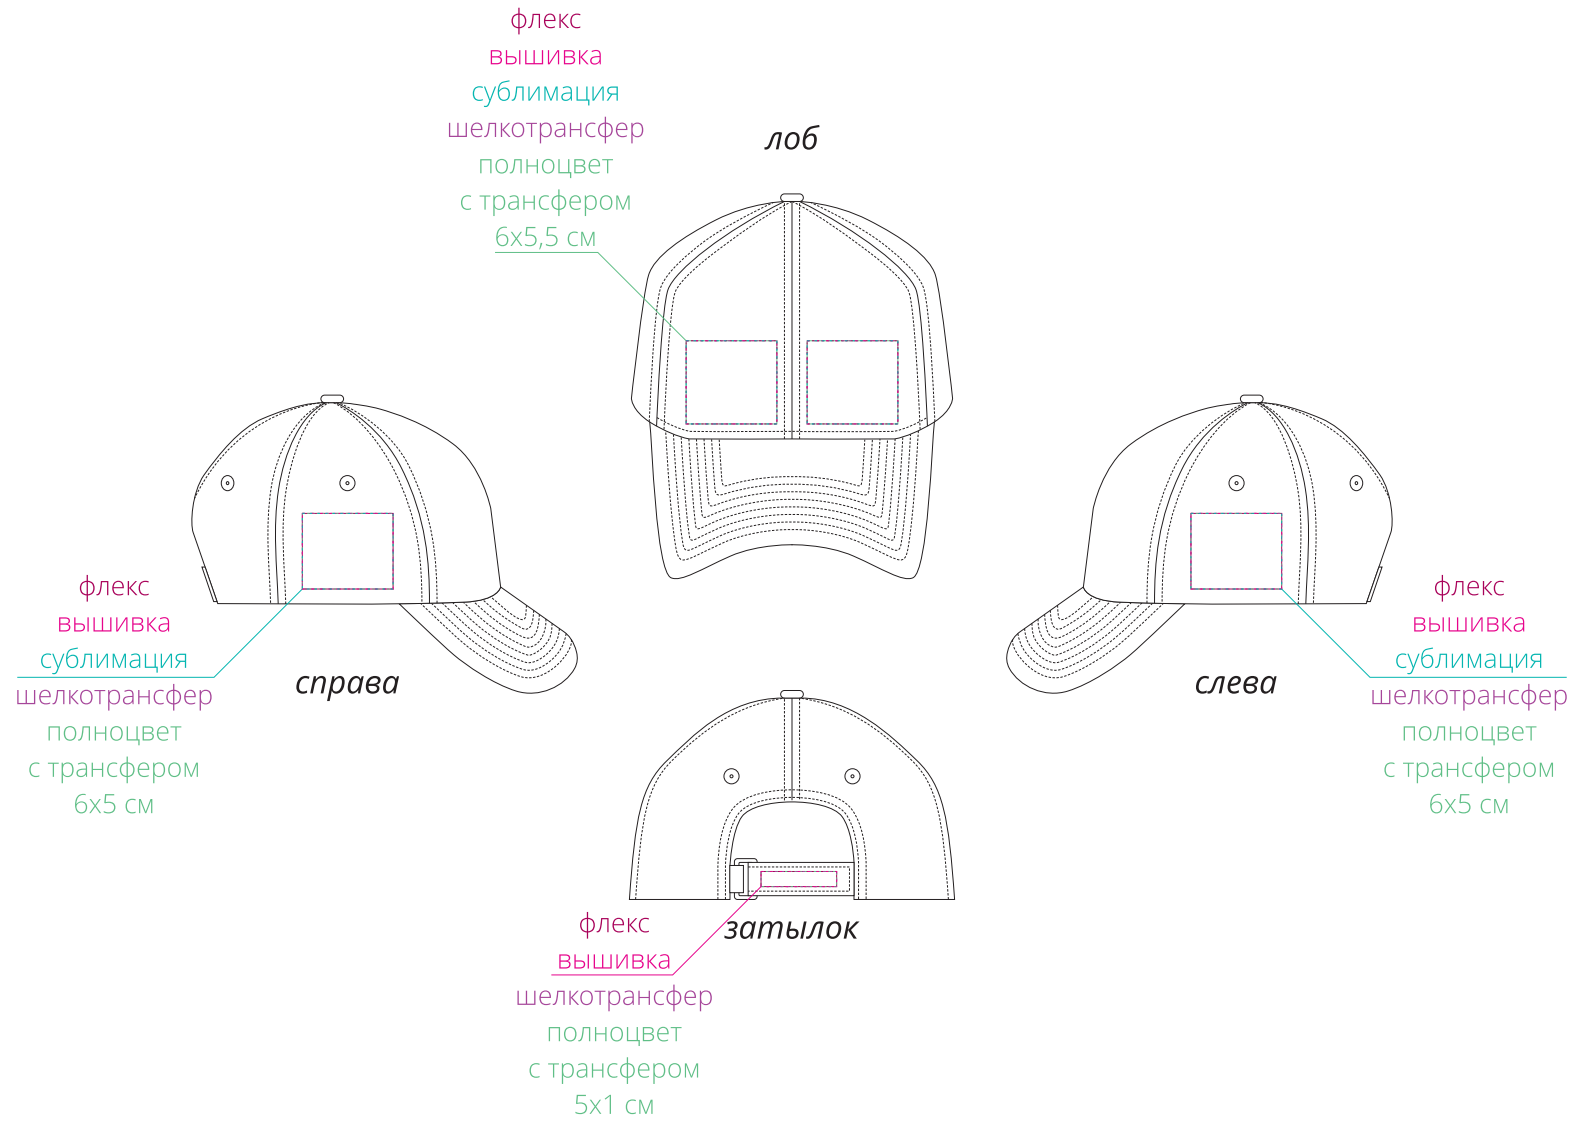 флекс
вышивка
сублимация
шелкотрансфер
полноцвет
с трансфером
6х5,5 см
лоб
флекс
вышивка
сублимация
шелкотрансфер
полноцвет
с трансфером
6х5 см
справа
слева
флекс
вышивка
сублимация
шелкотрансфер
полноцвет
с трансфером
6х5 см
затылок
флекс
вышивка
шелкотрансфер
полноцвет
с трансфером
5х1 см